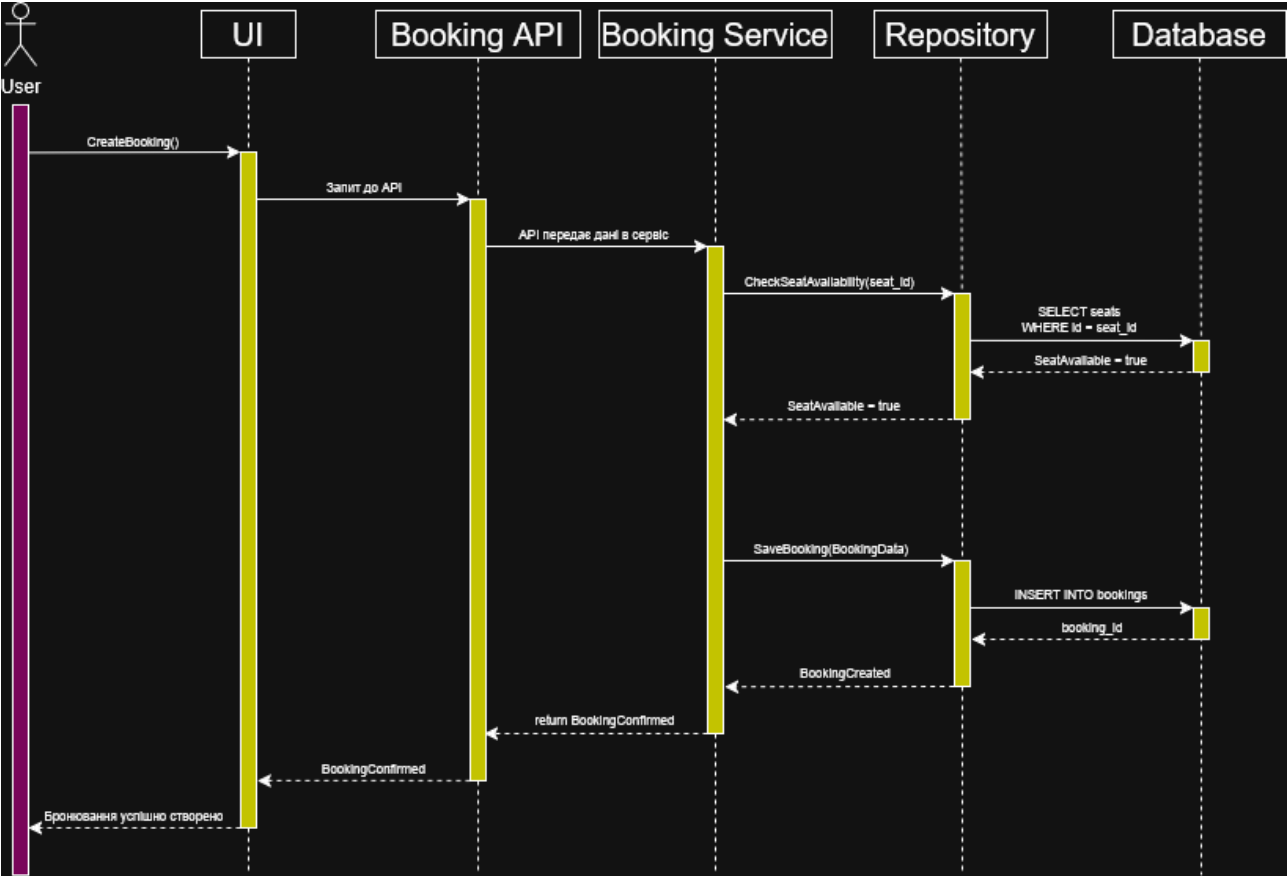 User
UI
Booking API
Booking Service
Repository
Database
CreateBooking()
Запит до API
API передає дані в сервіс
CheckSeatAvailability(seat_id)
SELECT seats
WHERE id = seat_id
SeatAvailable = true
SeatAvailable = true
SaveBooking(BookingData)
INSERT INTO bookings
booking_id
BookingCreated
return BookingConfirmed
BookingConfirmed
Бронювання успішно створено